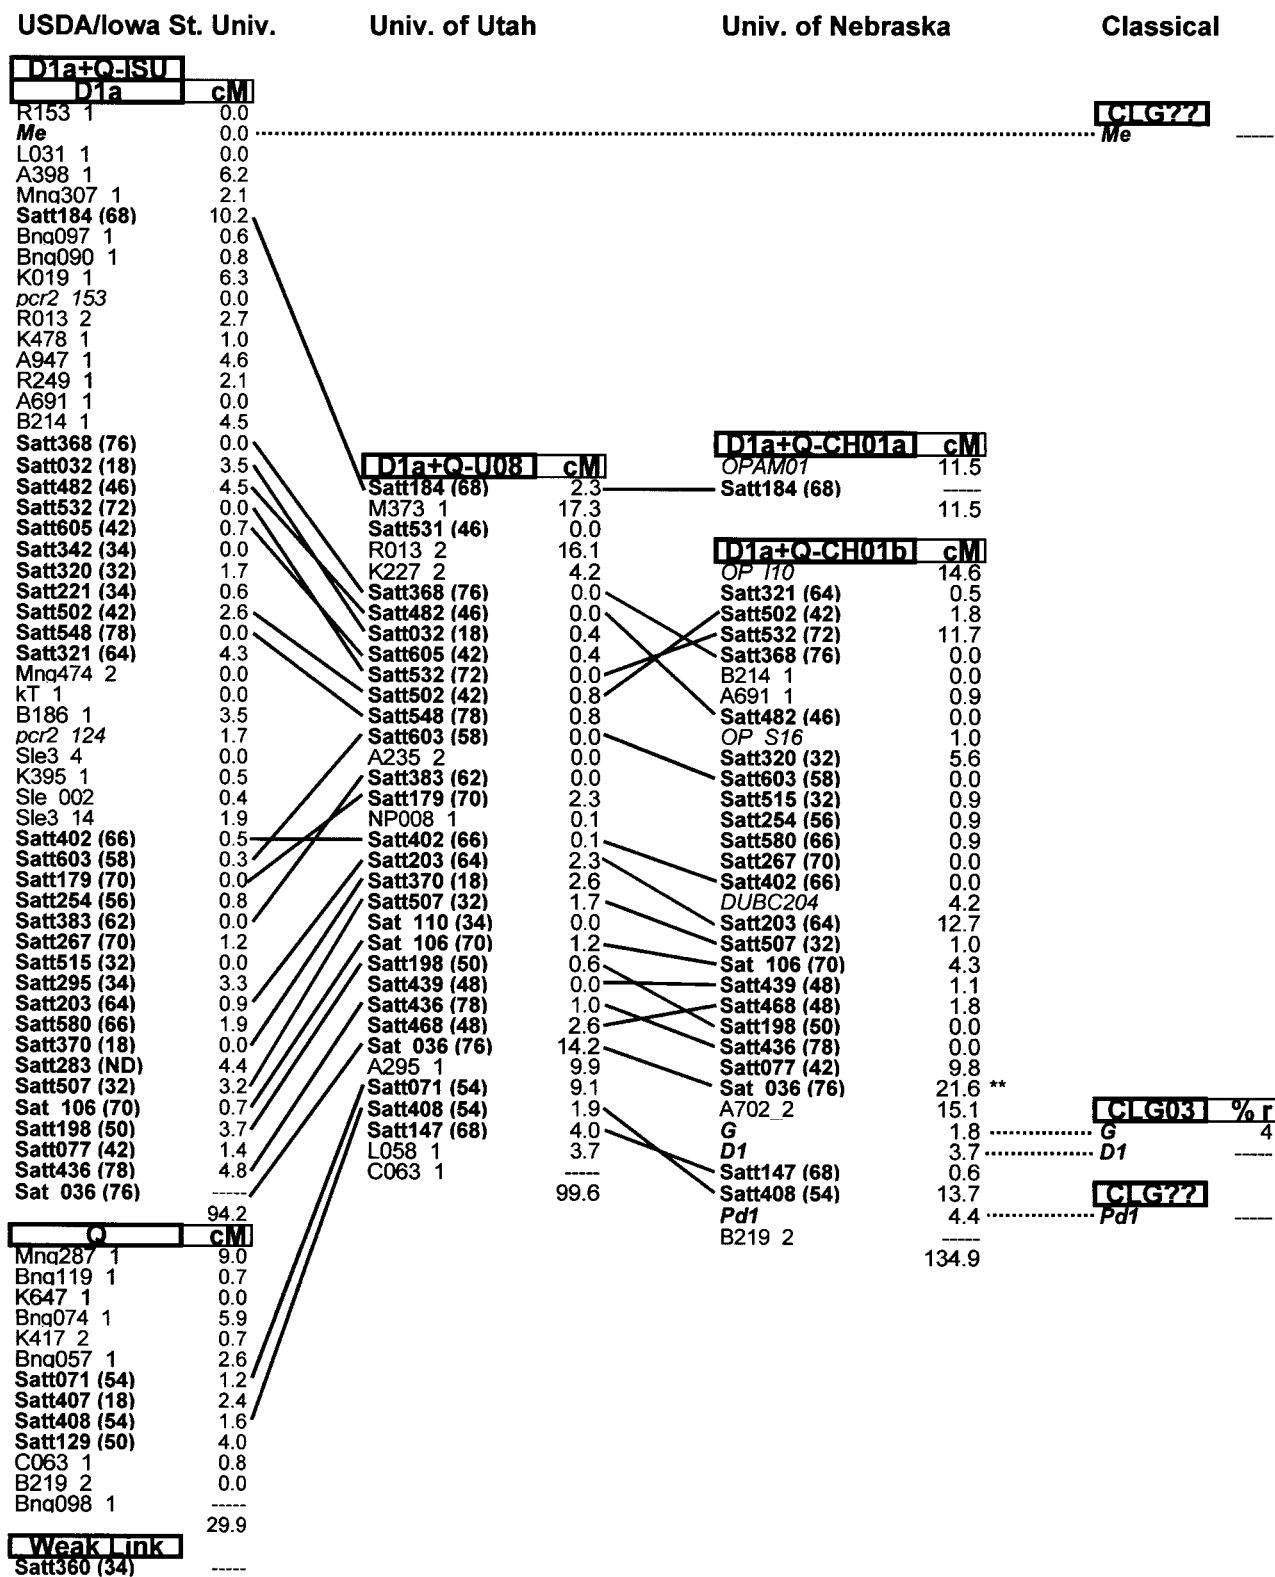 USDA/Iowa St. Univ.
D1a+Q-ISU
D1a cM
R153 1 0.0
Me 0.0
L031 1 0.0
A398 1 6.2
Mng307 1 2.1
Satt184 (68) 10.2
Bng097 1 0.6
Bng090 1 0.8
K019 1 6.3
pcr2 153 0.0
R013 2 2.7
K478 1 1.0
A947 1 4.6
R249 1 2.1
A691 1 0.0
B214 1 4.5
Satt368 (76) 0.0
Satt032 (18) 3.5
Satt482 (46) 4.5
Satt532 (72) 0.0
Satt605 (42) 0.7
Satt342 (34) 0.0
Satt320 (32) 1.7
Satt221 (34) 0.6
Satt502 (42) 2.6
Satt548 (78) 0.0
Satt321 (64) 4.3
Mng474 2 0.0
kT 1 0.0
B186 1 3.5
pcr2 124 1.7
Sle3 4 0.0
K395 1 0.5
Sle 002 0.4
Sle3 14 1.9
Satt402 (66) 0.5
Satt603 (58) 0.3
Satt179 (70) 0.0
Satt254 (56) 0.8
Satt383 (62) 0.0
Satt267 (70) 1.2
Satt515 (32) 0.0
Satt295 (34) 3.3
Satt203 (64) 0.9
Satt580 (66) 1.9
Satt370 (18) 0.0
Satt283 (ND) 4.4
Satt507 (32) 3.2
Sat 106 (70) 0.7
Satt198 (50) 3.7
Satt077 (42) 1.4
Satt436 (78) 4.8
Sat 036 (76) -----
94.2
Q cM
Mng287 1 9.0
Bng119 1 0.7
K647 1 0.0
Bng074 1 5.9
K417 2 0.7
Bng057 1 2.6
Satt071 (54) 1.2
Satt407 (18) 2.4
Satt408 (54) 1.6
Satt129 (50) 4.0
C063 1 0.8
B219 2 0.0
Bng098 1 -----
29.9
Weak Link
Satt360 (34) -----
Univ. of Utah
D1a+Q-U08 cM
Satt184 (68) 2.3
M373 1 17.3
Satt531 (46) 0.0
R013 2 16.1
K227 2 4.2
Satt368 (76) 0.0
Satt482 (46) 0.0
Satt032 (18) 0.4
Satt605 (42) 0.4
Satt532 (72) 0.0
Satt502 (42) 0.8
Satt548 (78) 0.8
Satt603 (58) 0.0
A235 2 0.0
Satt383 (62) 0.0
Satt179 (70) 2.3
NP008 1 0.1
Satt402 (66) 0.1
Satt203 (64) 2.3
Satt370 (18) 2.6
Satt507 (32) 1.7
Sat 110 (34) 0.0
Sat 106 (70) 1.2
Satt198 (50) 0.6
Satt439 (48) 0.0
Satt436 (78) 1.0
Satt468 (48) 2.6
Sat 036 (76) 14.2
A295 1 9.9
Satt071 (54) 9.1
Satt408 (54) 1.9
Satt147 (68) 4.0
L058 1 3.7
C063 1 -----
99.6
Univ. of Nebraska
D1a+Q-CH01a cM
OPAM01 11.5
Satt184 (68) -----
11.5
D1a+Q-CH01b cM
OP I10 14.6
Satt321 (64) 0.5
Satt502 (42) 1.8
Satt532 (72) 11.7
Satt368 (76) 0.0
B214 1 0.0
A691 1 0.9
Satt482 (46) 0.0
OP S16 1.0
Satt320 (32) 5.6
Satt603 (58) 0.0
Satt515 (32) 0.9
Satt254 (56) 0.9
Satt580 (66) 0.9
Satt267 (70) 0.0
Satt402 (66) 0.0
DUBC204 4.2
Satt203 (64) 12.7
Satt507 (32) 1.0
Sat 106 (70) 4.3
Satt439 (48) 1.1
Satt468 (48) 1.8
Satt198 (50) 0.0
Satt436 (78) 0.0
Satt077 (42) 9.8
Sat 036 (76) 21.6 **
A702_2 15.1
G 1.8
D1 3.7
Satt147 (68) 0.6
Satt408 (54) 13.7
Pd1 4.4
B219 2 -----
134.9
Classical
CLG??
Me -----
CLG03 % r
G 4
D1 -----
CLG??
Pd1 -----